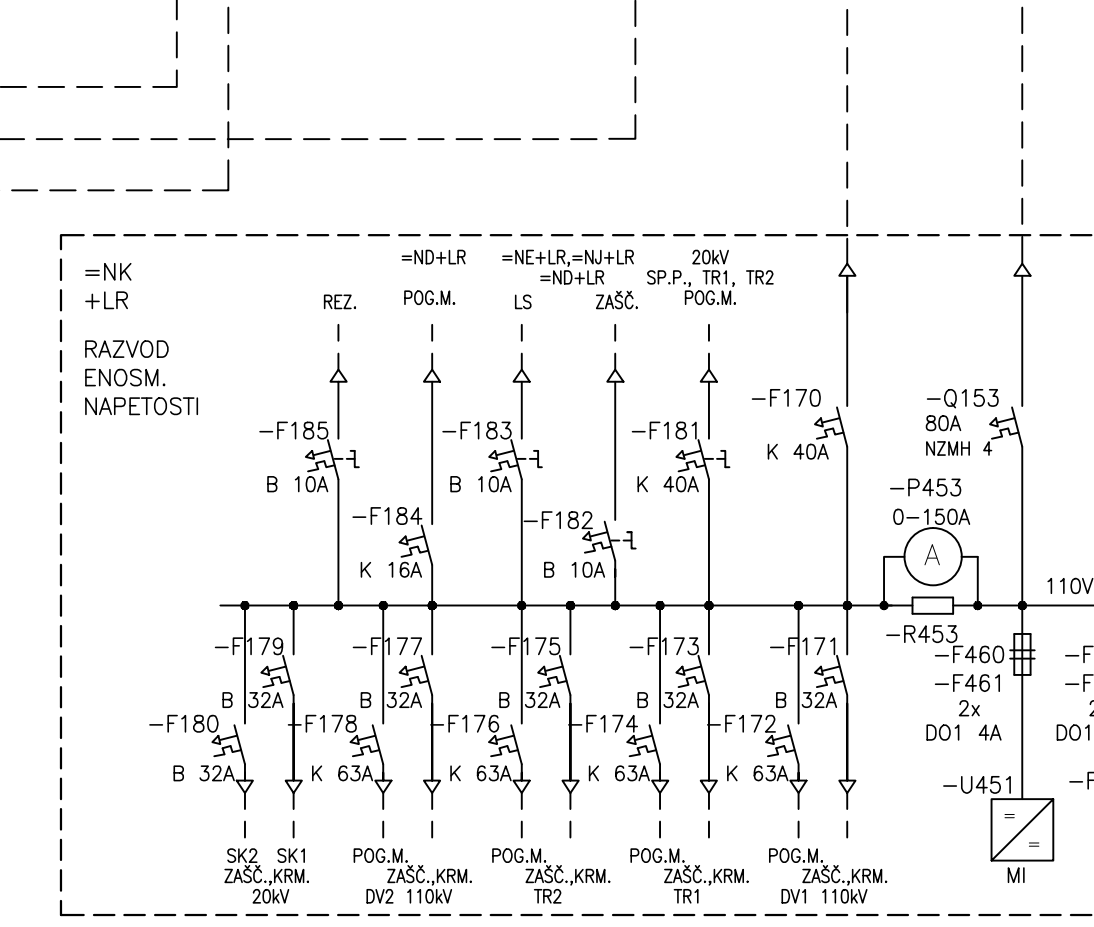 =NK
+LR
RAZVOD
ENOSM.
NAPETOSTI
REZ.
=ND+LR
POG.M.
=NE+LR,=NJ+LR
=ND+LR
LS
ZAŠČ.
20kV
SP.P., TR1, TR2
POG.M.
-F185
B 10A
-F184
K 16A
-F183
B 10A
-F182
B 10A
-F181
K 40A
-F170
K 40A
-Q153
80A
NZMH 4
-P453
0-150A
A
-R453
110V
-F179
B 32A
-F180
B 32A
-F177
B 32A
-F178
K 63A
-F175
B 32A
-F176
K 63A
-F173
B 32A
-F174
K 63A
-F171
B 32A
-F172
K 63A
-F460
-F461
2x
DO1 4A
-U451
=
=
MI
-F
-F
DO1
SK2 SK1
ZAŠČ.,KRM.
20kV
POG.M.
ZAŠČ.,KRM.
DV2 110kV
POG.M.
ZAŠČ.,KRM.
TR2
POG.M.
ZAŠČ.,KRM.
TR1
POG.M.
ZAŠČ.,KRM.
DV1 110kV